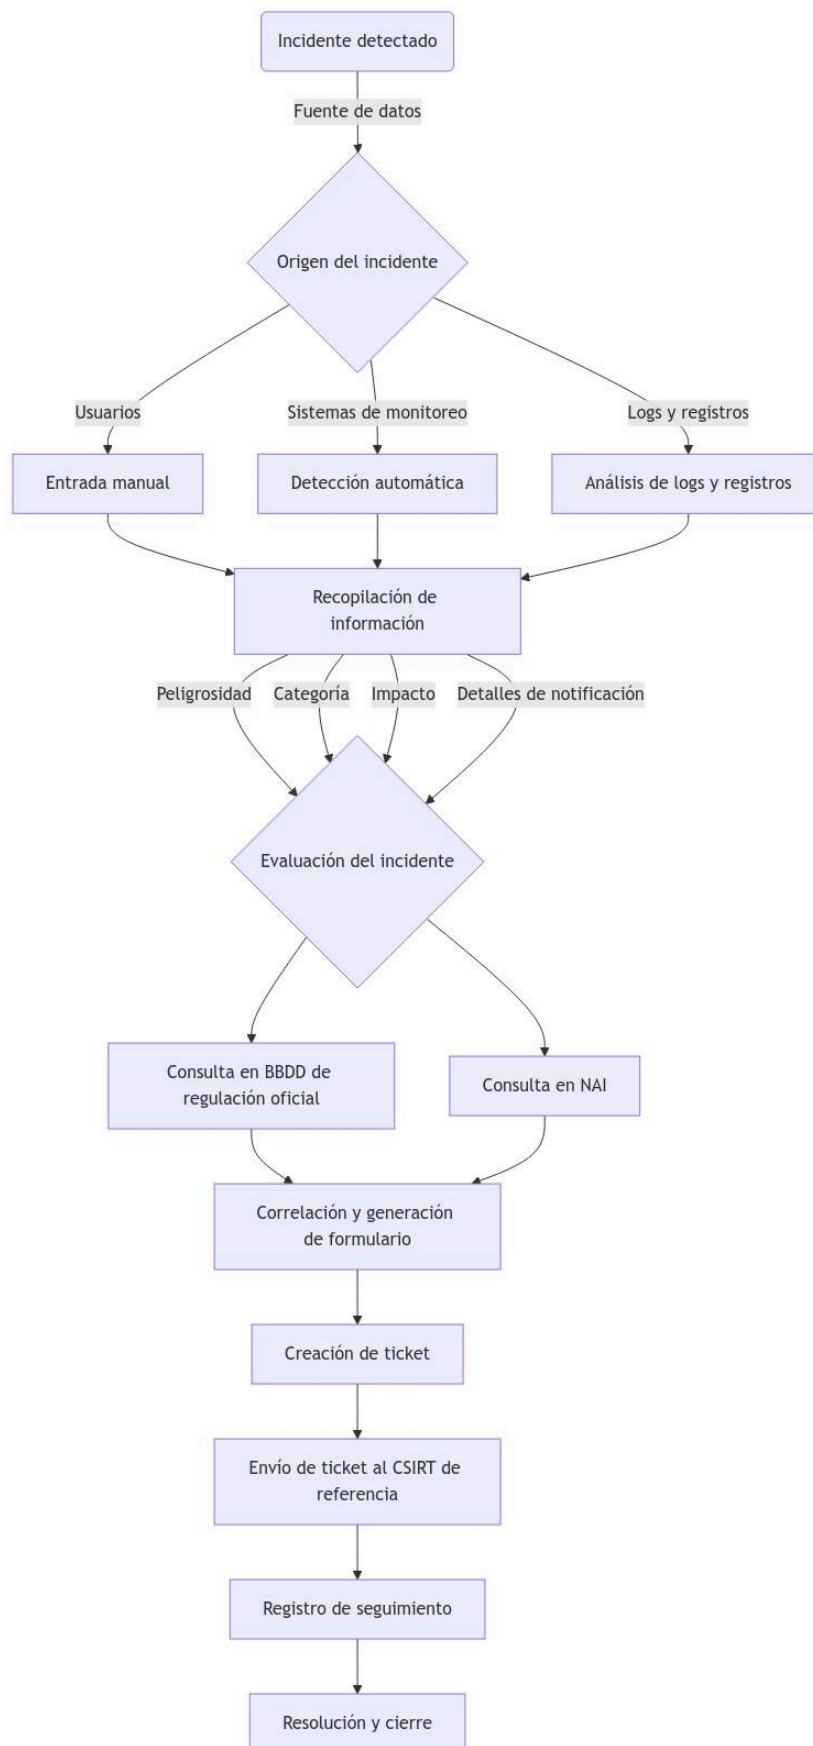 Incidente detectado
Fuente de datos
Origen del incidente
Usuarios
Sistemas de monitoreo
Logs y registros
Entrada manual
Detección automática
Análisis de logs y registros
Recopilación de
información
Peligrosidad
Categoría
Impacto
Detalles de notificación
Evaluación del incidente
Consulta en BBDD de
regulación oficial
Consulta en NAI
Correlación y generación
de formulario
Creación de ticket
Envío de ticket al CSIRT de
referencia
Registro de seguimiento
Resolución y cierre